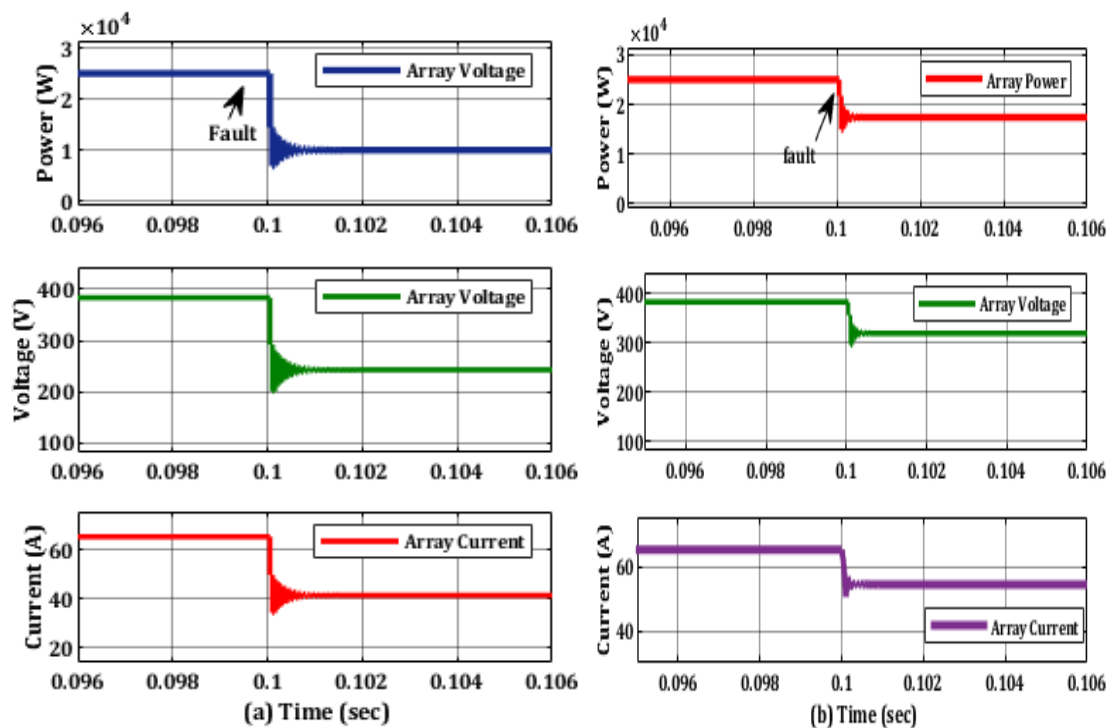 ×10⁴
3
2
1
0
Power (W)
Array Voltage
Fault
0.096 0.098 0.1 0.102 0.104 0.106
400
300
200
100
Voltage (V)
Array Voltage
0.096 0.098 0.1 0.102 0.104 0.106
60
40
20
Current (A)
Array Current
0.096 0.098 0.1 0.102 0.104 0.106
(a) Time (sec)
×10⁴
3
2
1
0
Power (W)
Array Power
fault
0.096 0.098 0.1 0.102 0.104 0.106
400
300
200
100
Voltage (V)
Array Voltage
0.096 0.098 0.1 0.102 0.104 0.106
60
40
Current (A)
Array Current
0.096 0.098 0.1 0.102 0.104 0.106
(b) Time (sec)